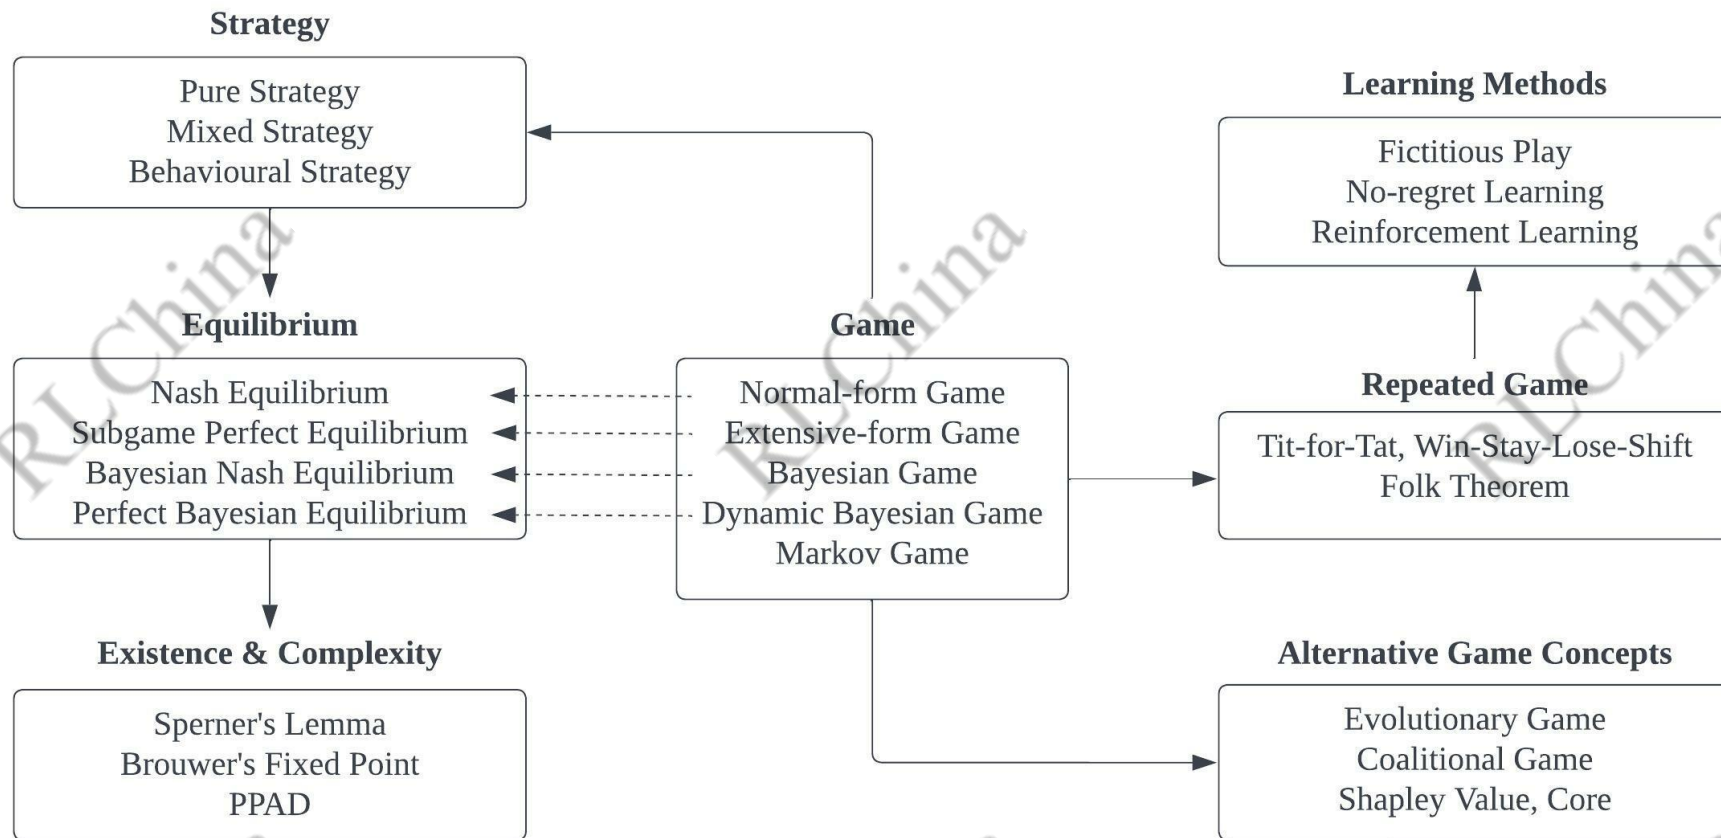 Strategy
Pure Strategy
Mixed Strategy
Behavioural Strategy
Equilibrium
Nash Equilibrium
Subgame Perfect Equilibrium
Bayesian Nash Equilibrium
Perfect Bayesian Equilibrium
Existence & Complexity
Sperner's Lemma
Brouwer's Fixed Point
PPAD
Game
Normal-form Game
Extensive-form Game
Bayesian Game
Dynamic Bayesian Game
Markov Game
Learning Methods
Fictitious Play
No-regret Learning
Reinforcement Learning
Repeated Game
Tit-for-Tat, Win-Stay-Lose-Shift
Folk Theorem
Alternative Game Concepts
Evolutionary Game
Coalitional Game
Shapley Value, Core
RLChina
RLChina
RLChina